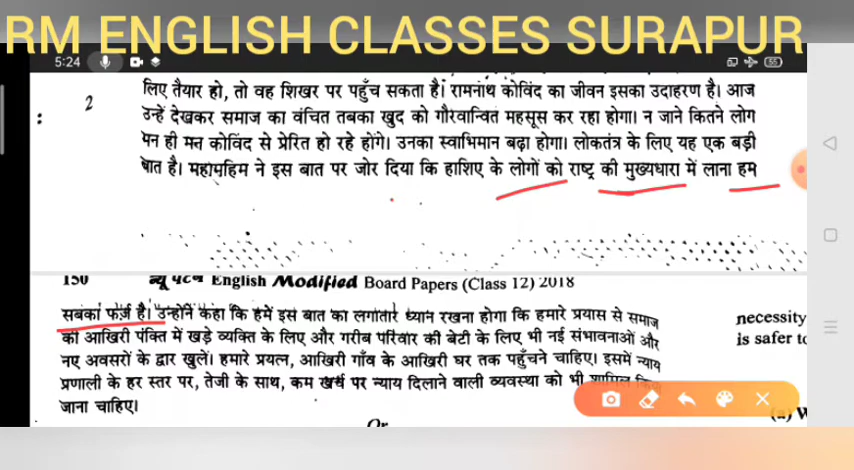 RM ENGLISH CLASSES SURAPUR
5:24
55
लिए तैयार हो, तो वह शिखर पर पहुँच सकता है। रामनाथ कोविंद का जीवन इसका उदाहरण है। आज
: 2 उन्हें देखकर समाज का वंचित तबका खुद को गौरवान्वित महसूस कर रहा होगा। न जाने कितने लोग
मन ही मन कोविंद से प्रेरित हो रहे होंगे। उनका स्वाभिमान बढ़ा होगा। लोकतंत्र के लिए यह एक बड़ी
बात है। महामहिम ने इस बात पर जोर दिया कि हाशिए के लोगों को राष्ट्र की मुख्यधारा में लाना हम
150 न्यू पटर्न English Modified Board Papers (Class 12) 2018
सबका फर्ज़ है। उन्होंने कहा कि हमें इस बात का लगातार ध्यान रखना होगा कि हमारे प्रयास से समाज
की आखिरी पंक्ति में खड़े व्यक्ति के लिए और गरीब परिवार की बेटी के लिए भी नई संभावनाओं और
नए अवसरों के द्वार खुलें। हमारे प्रयत्न, आखिरी गाँव के आखिरी घर तक पहुँचने चाहिए। इसमें न्याय
प्रणाली के हर स्तर पर, तेजी के साथ, कम खर्च पर न्याय दिलाने वाली व्यवस्था को भी शामिल किया
जाना चाहिए।
Or
necessity
is safer to
(a) W